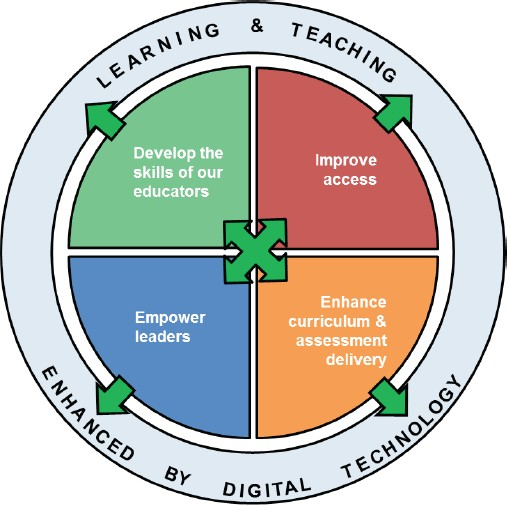 LEARNING & TEACHING
Develop the
skills of our
educators
Improve
access
Empower
leaders
Enhance
curriculum &
assessment
delivery
ENHANCED BY DIGITAL TECHNOLOGY